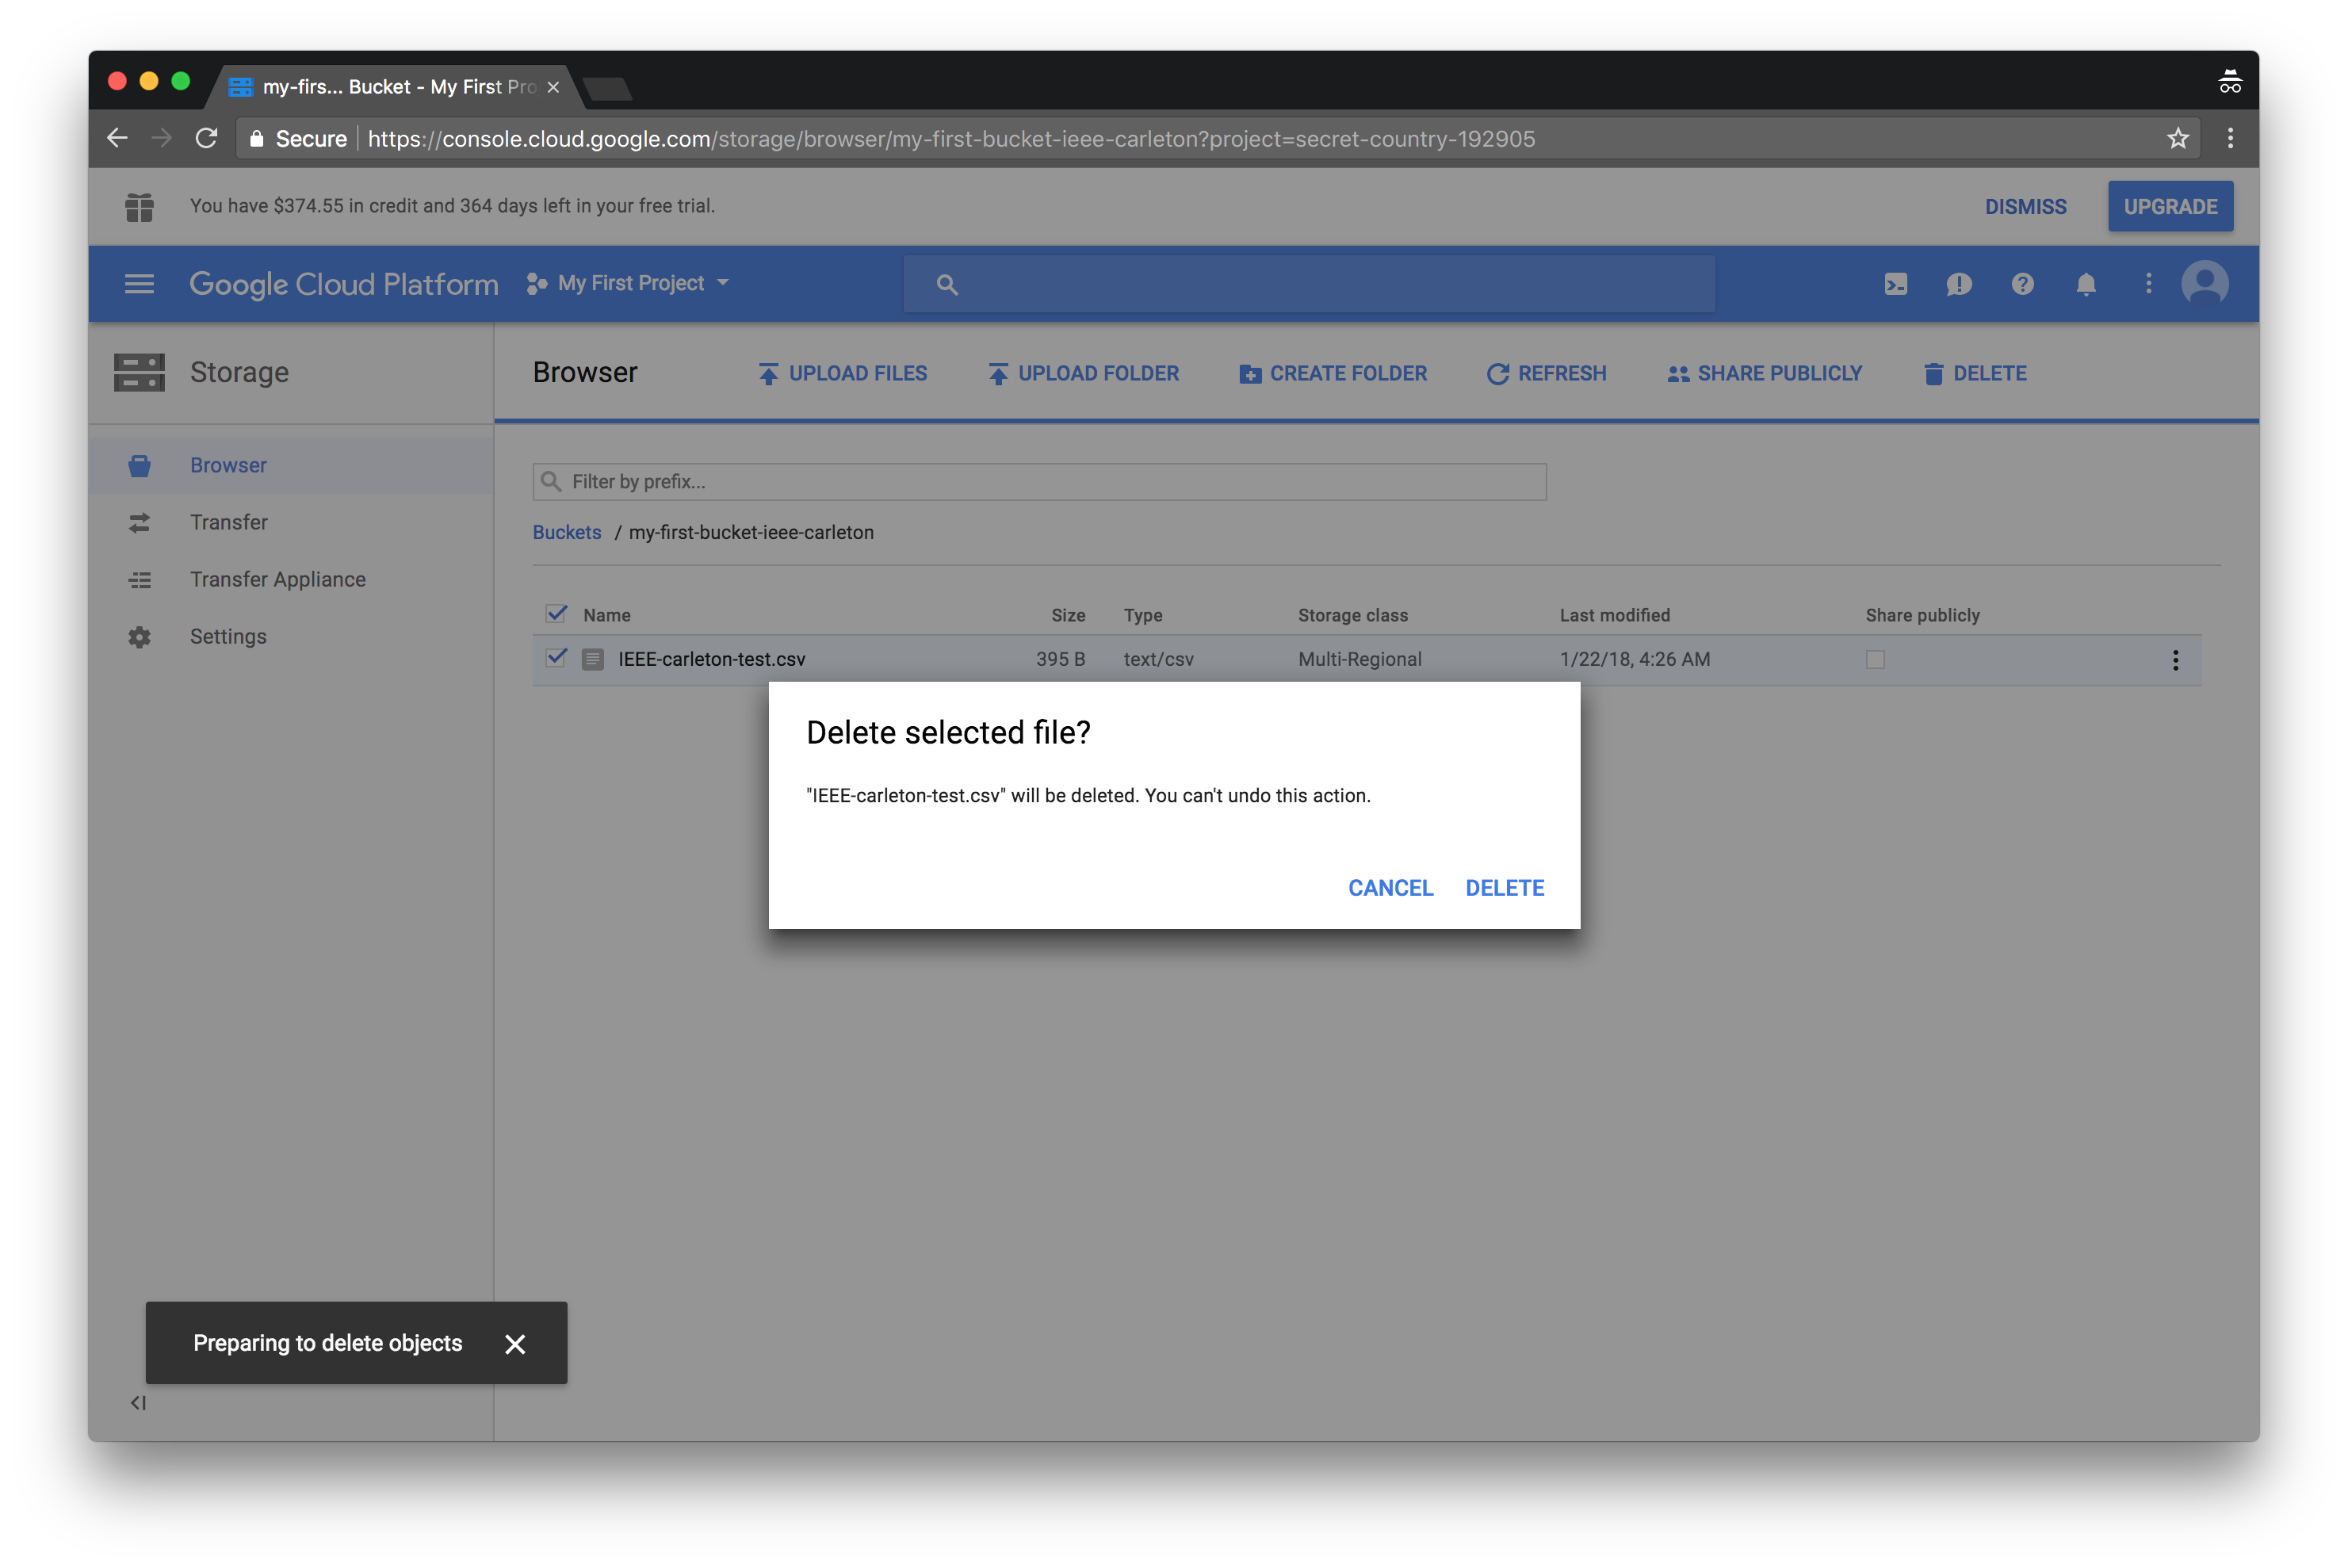 my-firs... Bucket - My First Pro
Secure https://console.cloud.google.com/storage/browser/my-first-bucket-ieee-carleton?project=secret-country-192905
You have $374.55 in credit and 364 days left in your free trial. DISMISS UPGRADE
Google Cloud Platform My First Project
Storage Browser UPLOAD FILES UPLOAD FOLDER CREATE FOLDER REFRESH SHARE PUBLICLY DELETE
Browser
Transfer
Transfer Appliance
Settings
Filter by prefix...
Buckets / my-first-bucket-ieee-carleton
Name Size Type Storage class Last modified Share publicly
IEEE-carleton-test.csv 395 B text/csv Multi-Regional 1/22/18, 4:26 AM
Delete selected file?
"IEEE-carleton-test.csv" will be deleted. You can't undo this action.
CANCEL DELETE
Preparing to delete objects